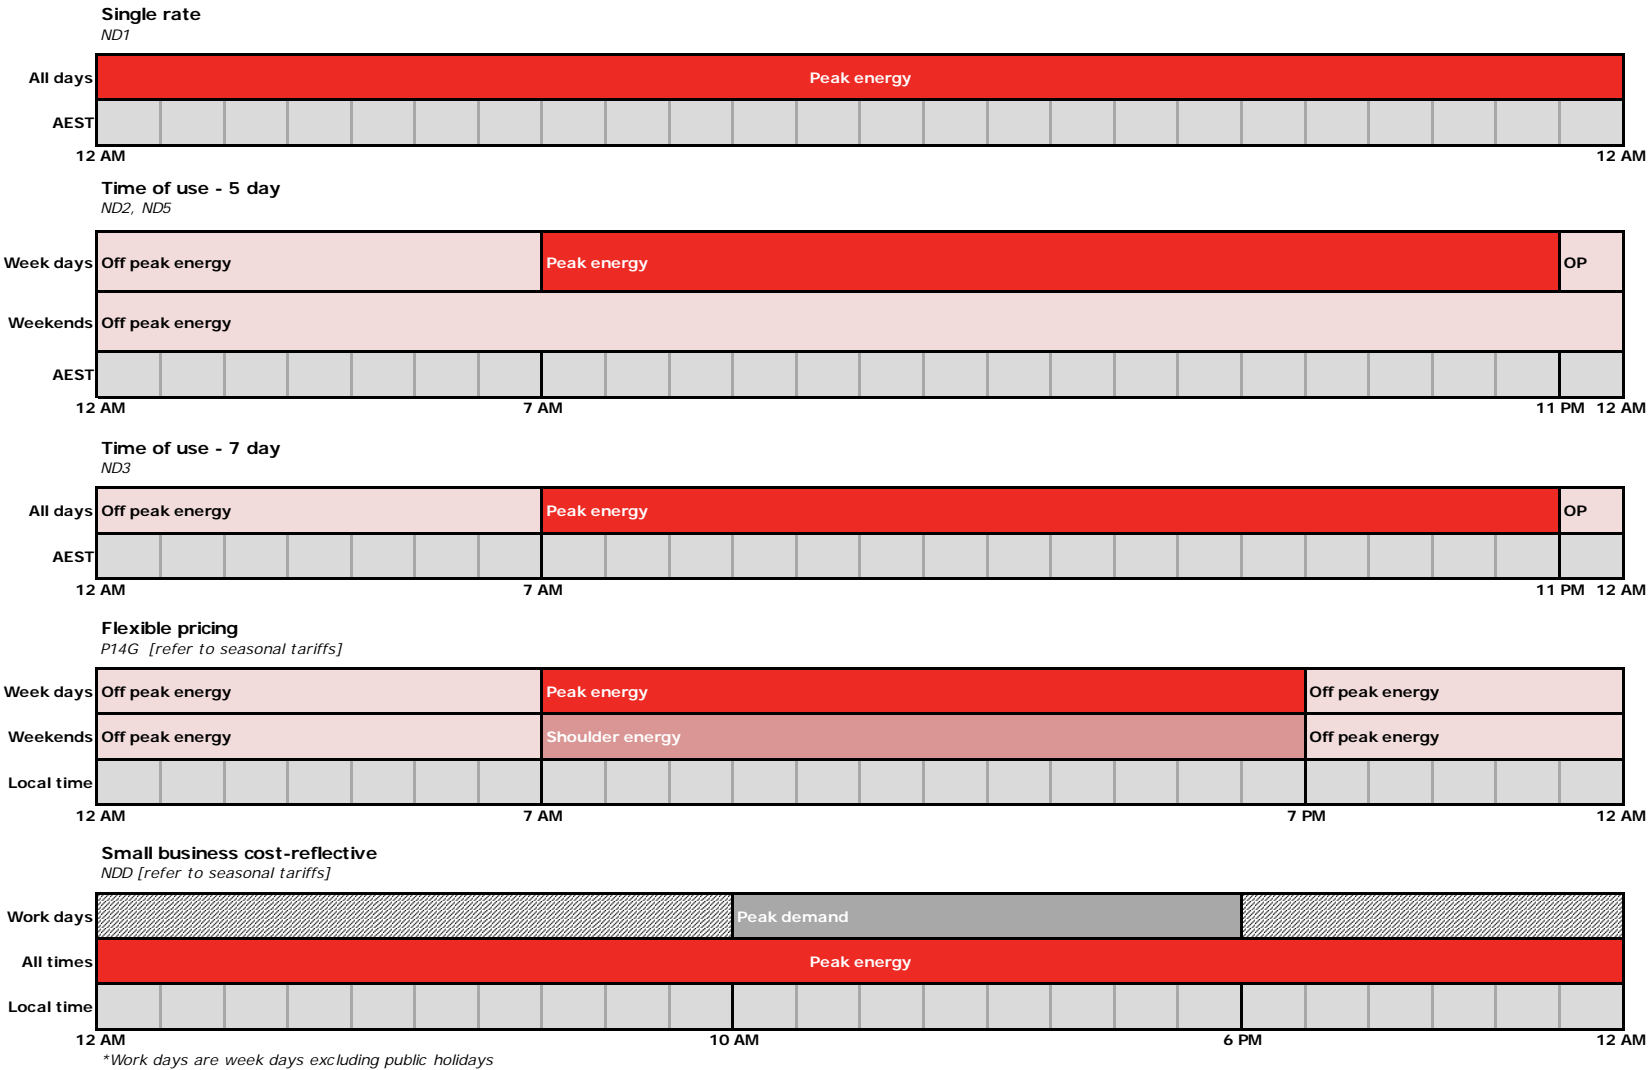 Single rate
ND1
All days Peak energy
AEST
12 AM 12 AM
Time of use - 5 day
ND2, ND5
Week days Off peak energy Peak energy OP
Weekends Off peak energy
AEST
12 AM 7 AM 11 PM 12 AM
Time of use - 7 day
ND3
All days Off peak energy Peak energy OP
AEST
12 AM 7 AM 11 PM 12 AM
Flexible pricing
P14G [refer to seasonal tariffs]
Week days Off peak energy Peak energy Off peak energy
Weekends Off peak energy Shoulder energy Off peak energy
Local time
12 AM 7 AM 7 PM 12 AM
Small business cost-reflective
NDD [refer to seasonal tariffs]
Work days Peak demand
All times Peak energy
Local time
12 AM 10 AM 6 PM 12 AM
*Work days are week days excluding public holidays